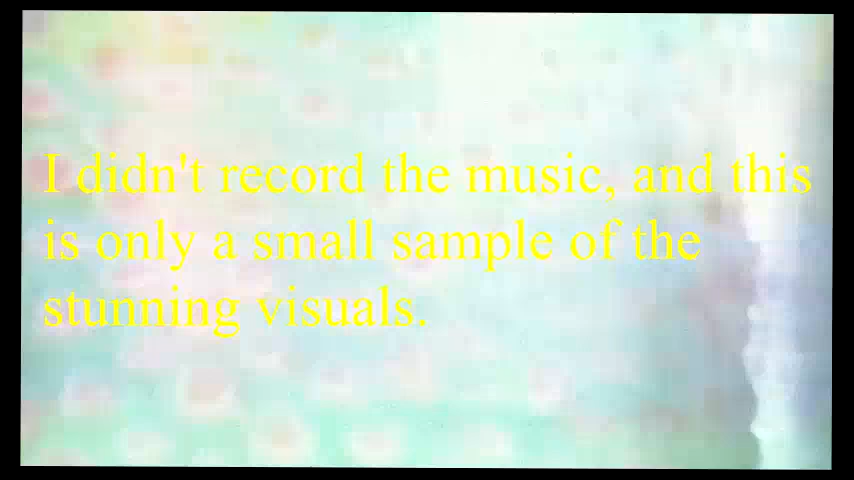 I didn't record the music, and this
is only a small sample of the
stunning visuals.